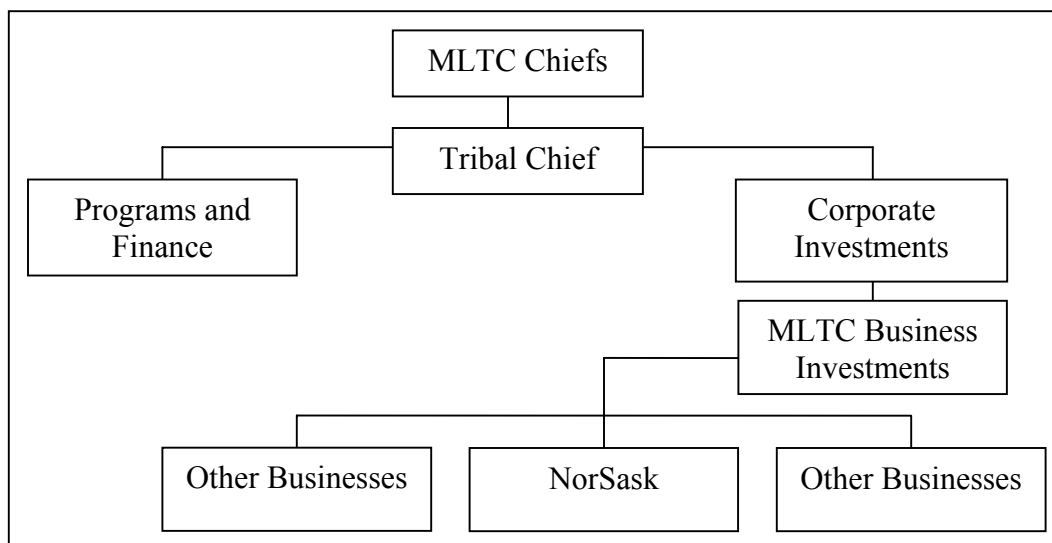 MLTC Chiefs
Tribal Chief
Programs and
Finance
Corporate
Investments
MLTC Business
Investments
Other Businesses
NorSask
Other Businesses